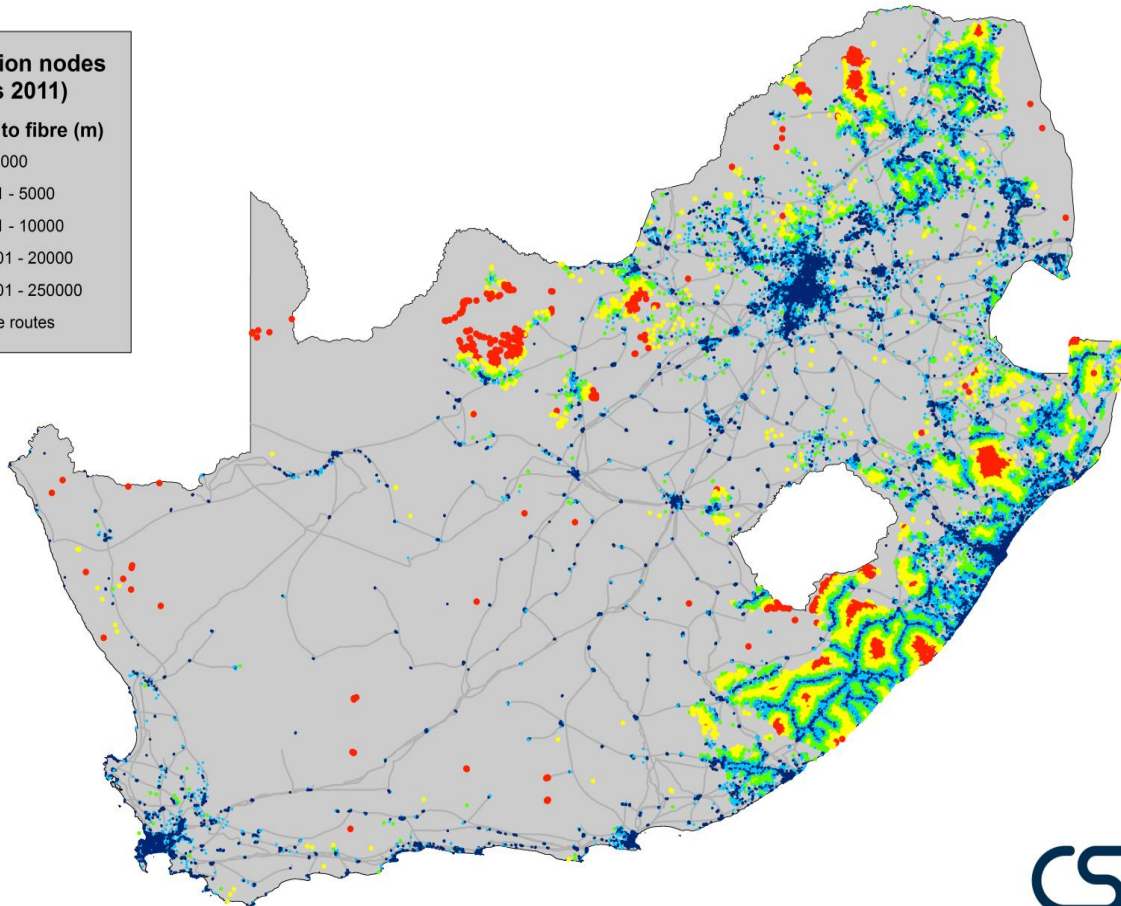 ion nodes
s 2011)
to fibre (m)
000
1 - 5000
1 - 10000
01 - 20000
01 - 250000
e routes
CS